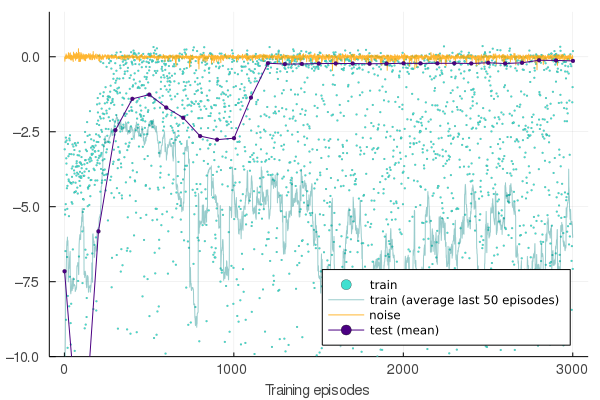 0.0
−2.5
−5.0
−7.5
−10.0
train
train (average last 50 episodes)
noise
test (mean)
0
1000
2000
3000
Training episodes